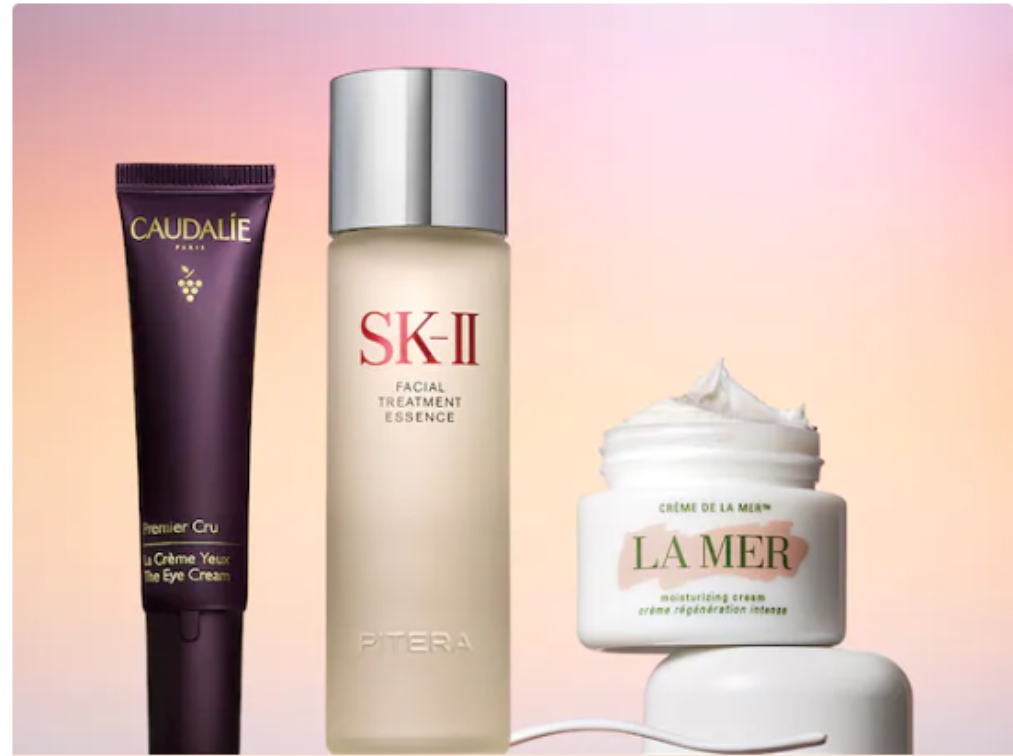 CAUDALÍE
PARIS
Premier Cru
La Crème Yeux
The Eye Cream
SK-II
FACIAL
TREATMENT
ESSENCE
PITERA
CRÈME DE LA MER™
LA MER
moisturizing cream
crème régénération intense